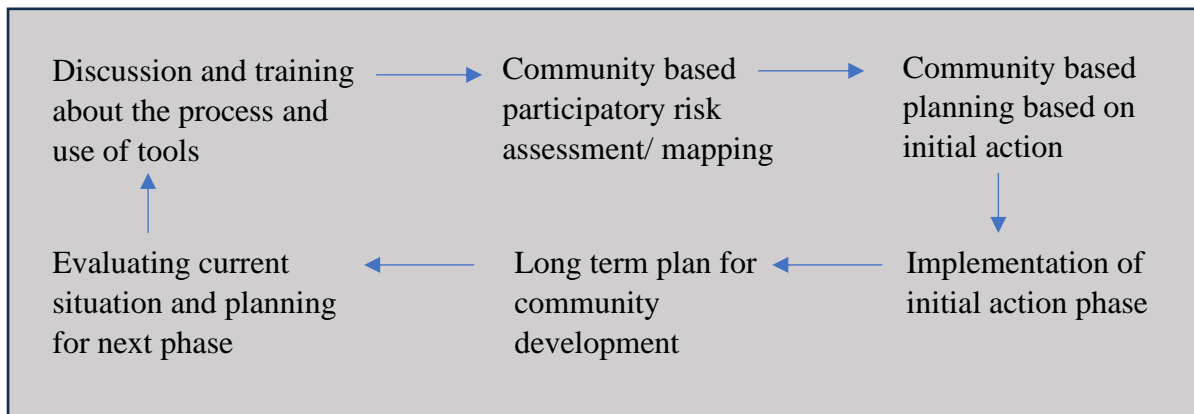 Discussion and training
about the process and
use of tools
Community based
participatory risk
assessment/ mapping
Community based
planning based on
initial action
Implementation of
initial action phase
Long term plan for
community
development
Evaluating current
situation and planning
for next phase